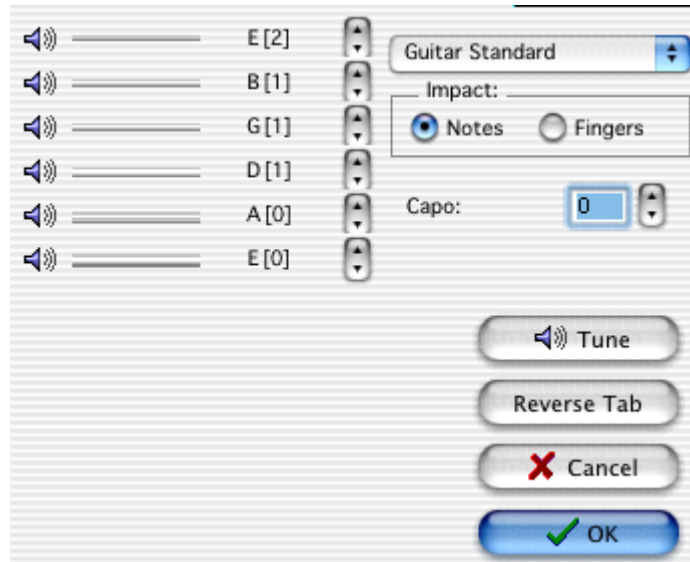 E [2]
Guitar Standard
B [1]
Impact:
G [1]
Notes
Fingers
D [1]
A [0]
Capo:
0
E [0]
Tune
Reverse Tab
Cancel
OK